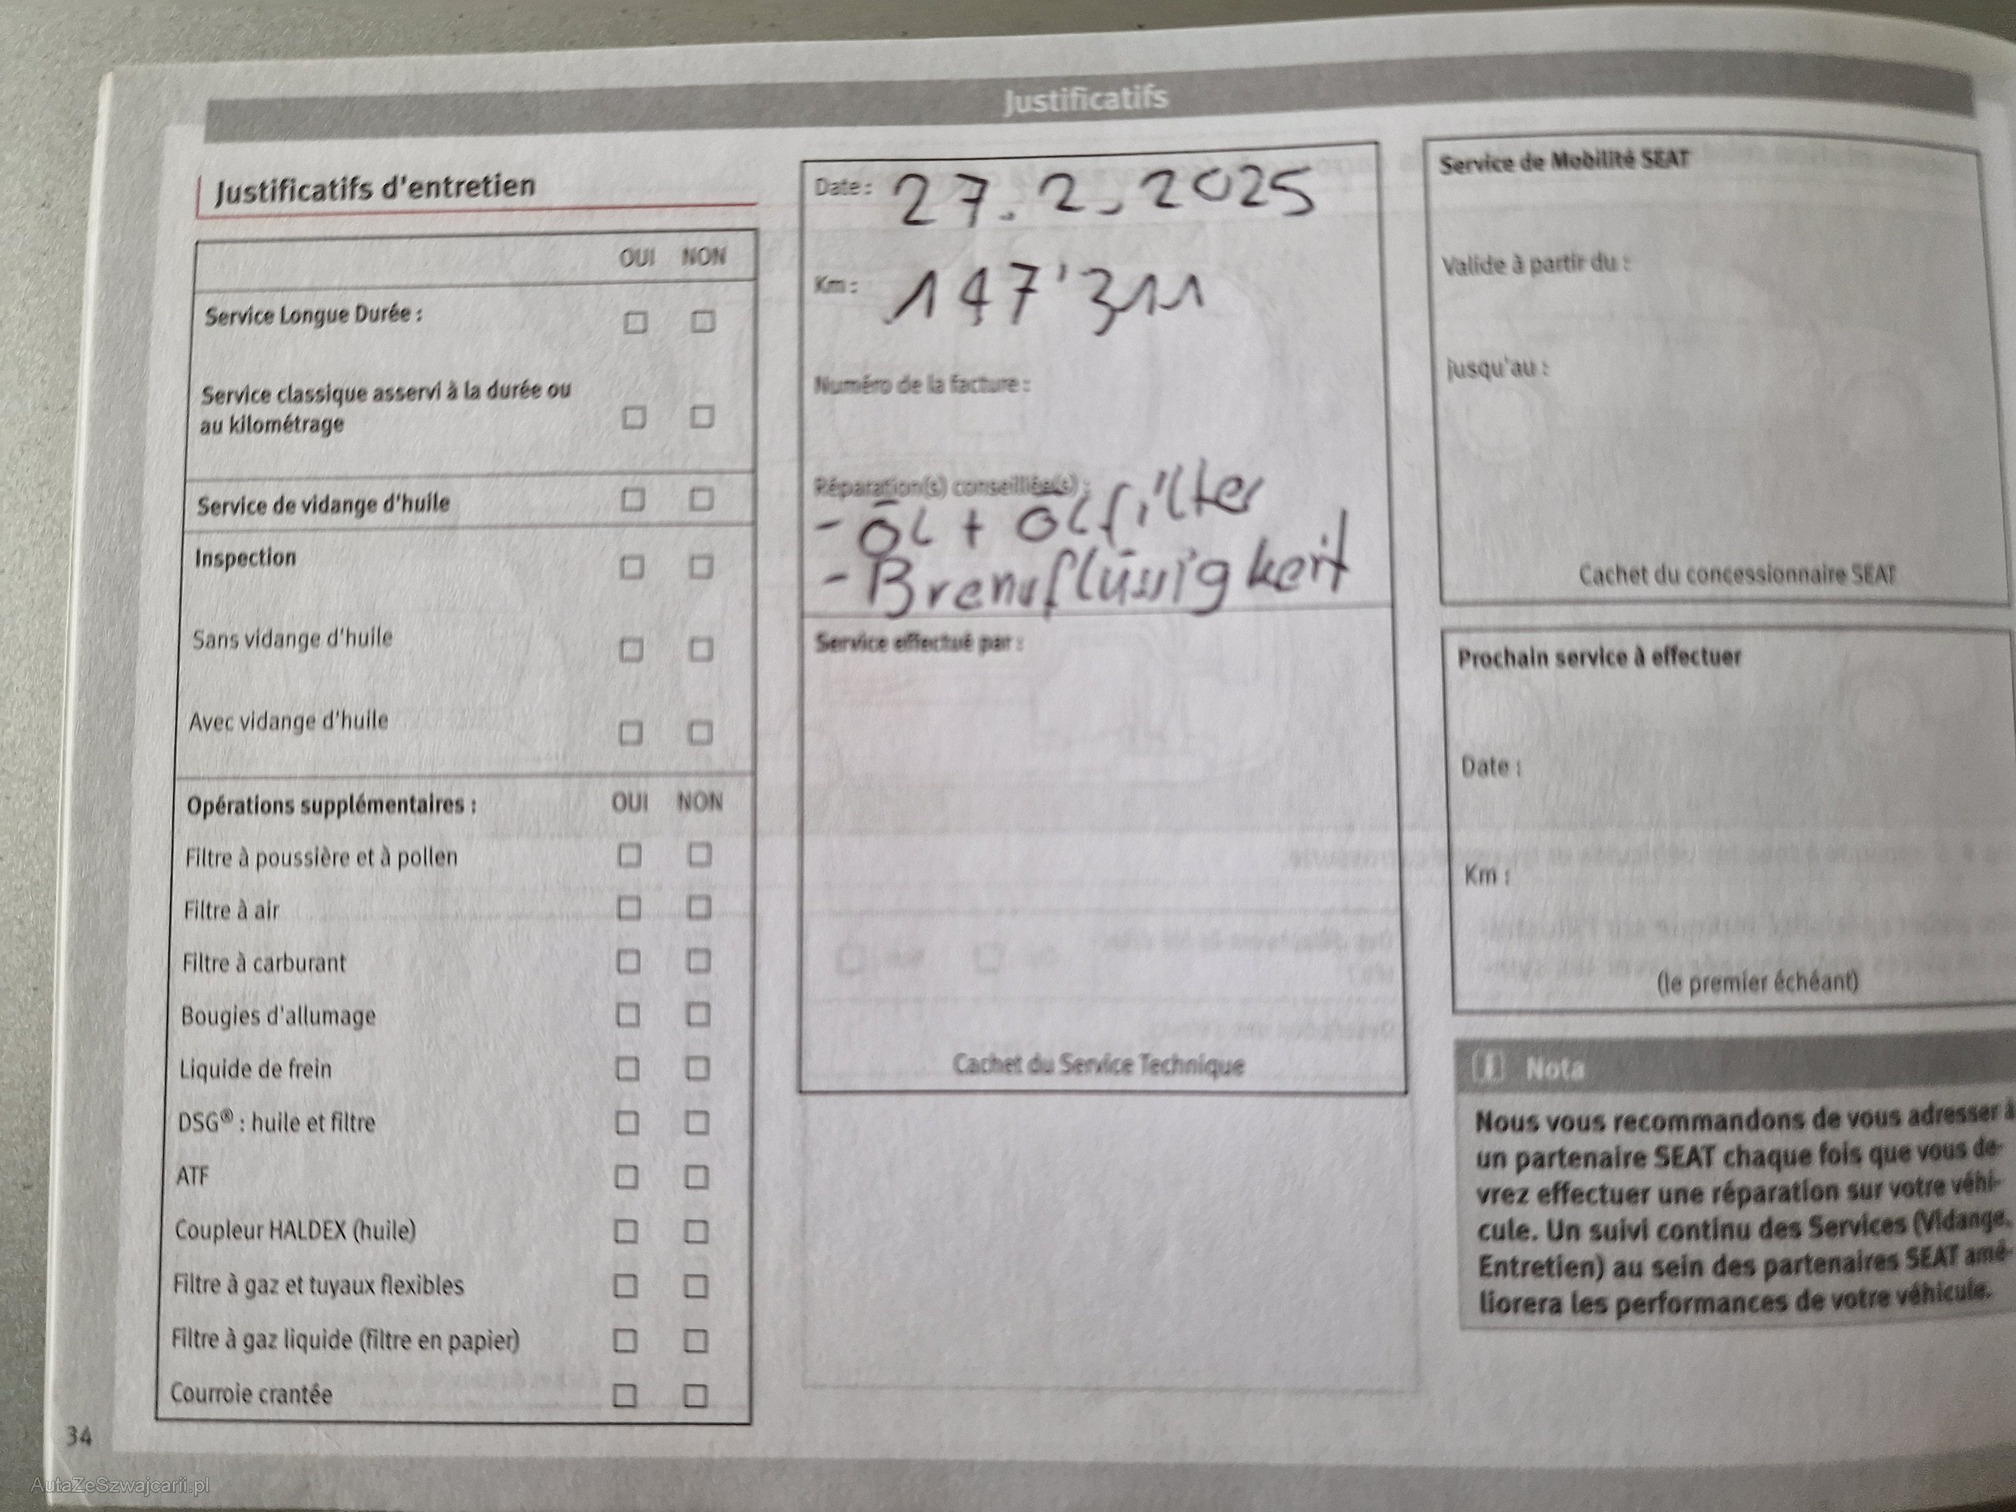 Justificatifs
Justificatifs d'entretien
OUI NON
Service Longue Durée :
Service classique asservi à la durée ou
au kilométrage
Service de vidange d'huile
Inspection
Sans vidange d'huile
Avec vidange d'huile
Opérations supplémentaires : OUI NON
Filtre à poussière et à pollen
Filtre à air
Filtre à carburant
Bougies d'allumage
Liquide de frein
DSG® : huile et filtre
ATF
Coupleur HALDEX (huile)
Filtre à gaz et tuyaux flexibles
Filtre à gaz liquide (filtre en papier)
Courroie crantée
Date : 27.2.2025
Km : 147'311
Numéro de la facture :
Réparation(s) conseillée(s) :
- Öl + Ölfilter
- Bremsflüssigkeit
Service effectué par :
Cachet du Service Technique
Service de Mobilité SEAT
Valide à partir du :
jusqu'au :
Cachet du concessionnaire SEAT
Prochain service à effectuer
Date :
Km :
(le premier échéant)
Nota
Nous vous recommandons de vous adresser à
un partenaire SEAT chaque fois que vous de-
vrez effectuer une réparation sur votre véhi-
cule. Un suivi continu des Services (Vidange,
Entretien) au sein des partenaires SEAT amé-
liorera les performances de votre véhicule.
34
AutaZeSzwajcarii.pl